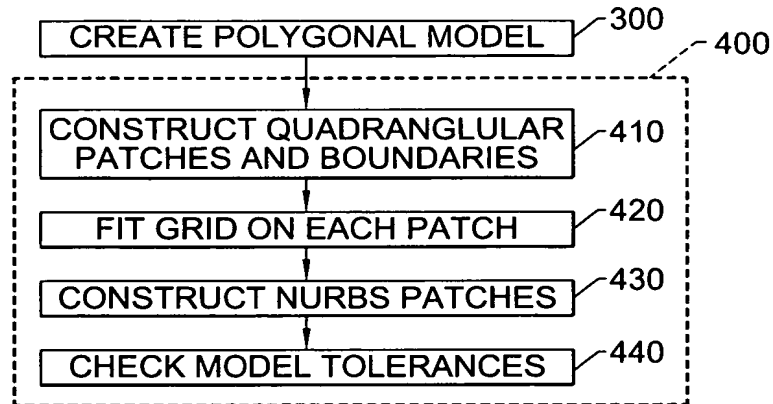 CREATE POLYGONAL MODEL
300
400
CONSTRUCT QUADRANGLULAR
PATCHES AND BOUNDARIES
410
FIT GRID ON EACH PATCH
420
CONSTRUCT NURBS PATCHES
430
CHECK MODEL TOLERANCES
440